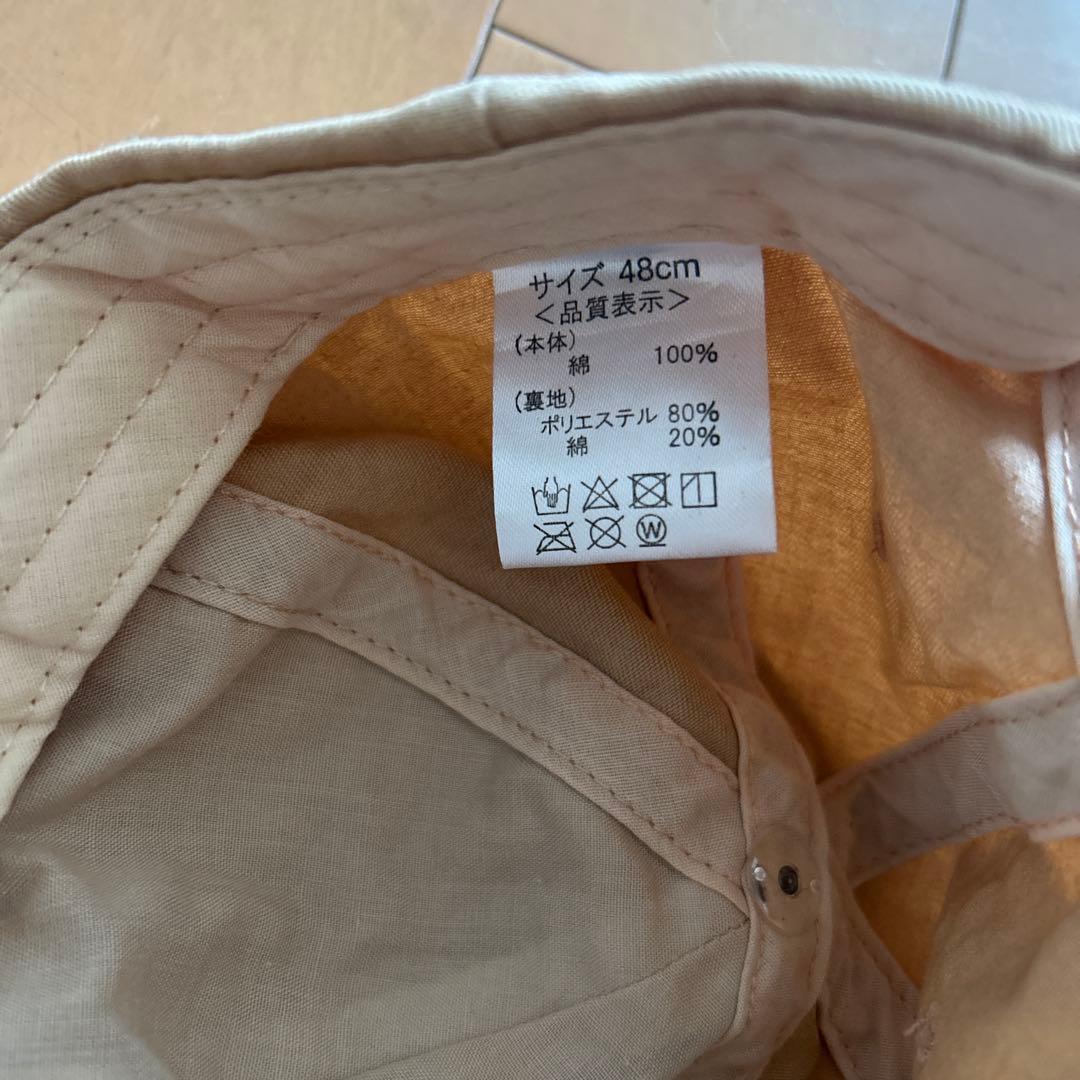 サイズ 48cm
＜品質表示＞
(本体)
綿 100%
(裏地)
ポリエステル 80%
綿 20%
W